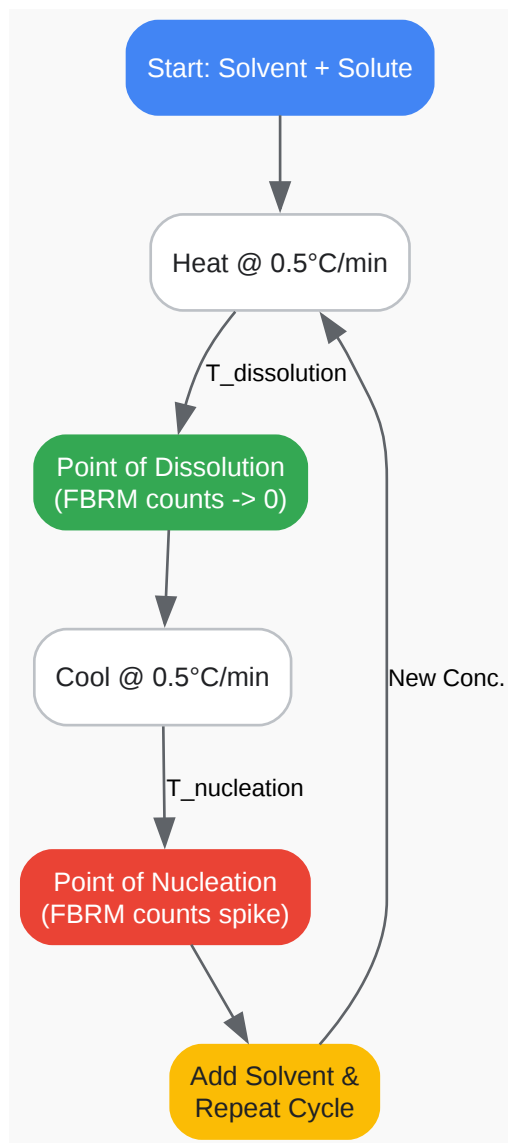 Start: Solvent + Solute
Heat @ 0.5°C/min
T_dissolution
Point of Dissolution
(FBRM counts -> 0)
Cool @ 0.5°C/min
New Conc.
T_nucleation
Point of Nucleation
(FBRM counts spike)
Add Solvent &
Repeat Cycle